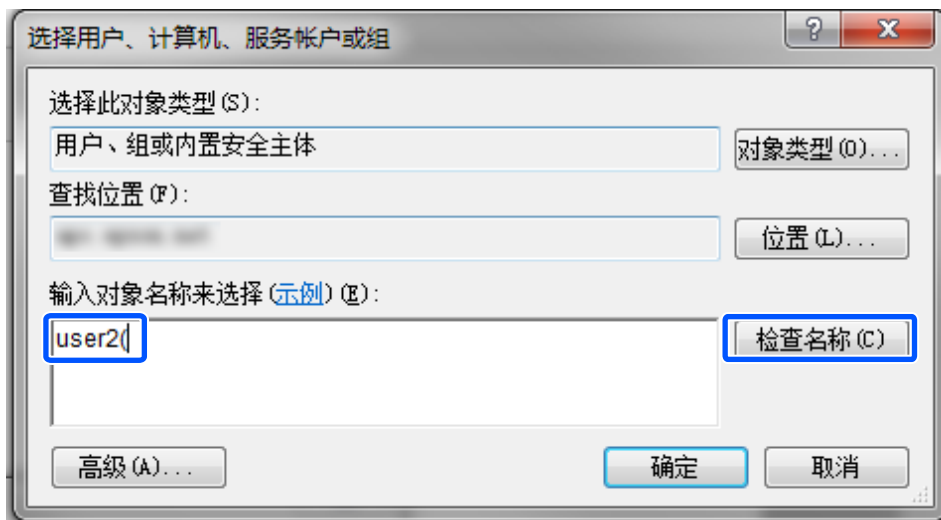 选择用户、计算机、服务帐户或组
选择此对象类型(S):
用户、组或内置安全主体
对象类型(O)...
查找位置(F):
位置(L)...
输入对象名称来选择(示例)(E):
user2(
检查名称(C)
高级(A)...
确定
取消